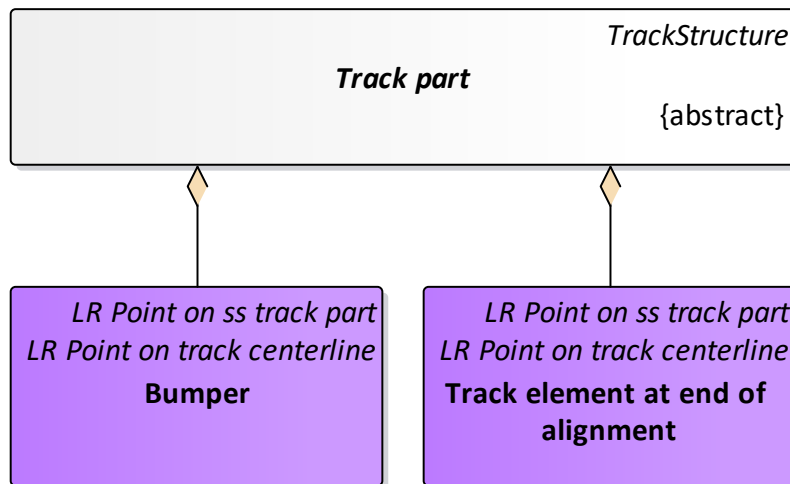 TrackStructure
Track part
{abstract}
LR Point on ss track part
LR Point on track centerline
Bumper
LR Point on ss track part
LR Point on track centerline
Track element at end of
alignment